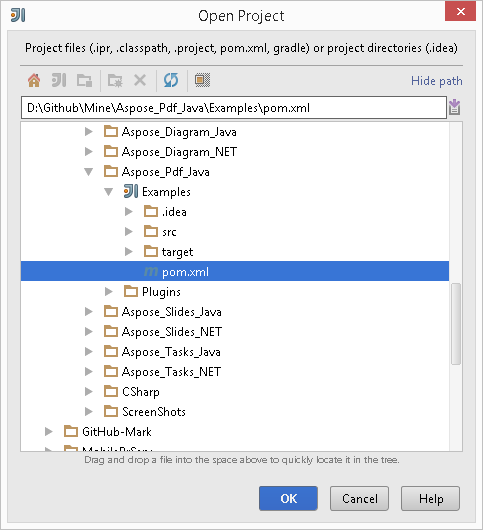 Open Project
Project files (.ipr, .classpath, .project, pom.xml, gradle) or project directories (.idea)
Hide path
D:\Github\Mine\Aspose_Pdf_Java\Examples\pom.xml
Aspose_Diagram_Java
Aspose_Diagram_NET
Aspose_Pdf_Java
Examples
.idea
src
target
pom.xml
Plugins
Aspose_Slides_Java
Aspose_Slides_NET
Aspose_Tasks_Java
Aspose_Tasks_NET
CSharp
ScreenShots
GitHub-Mark
Drag and drop a file into the space above to quickly locate it in the tree.
OK
Cancel
Help